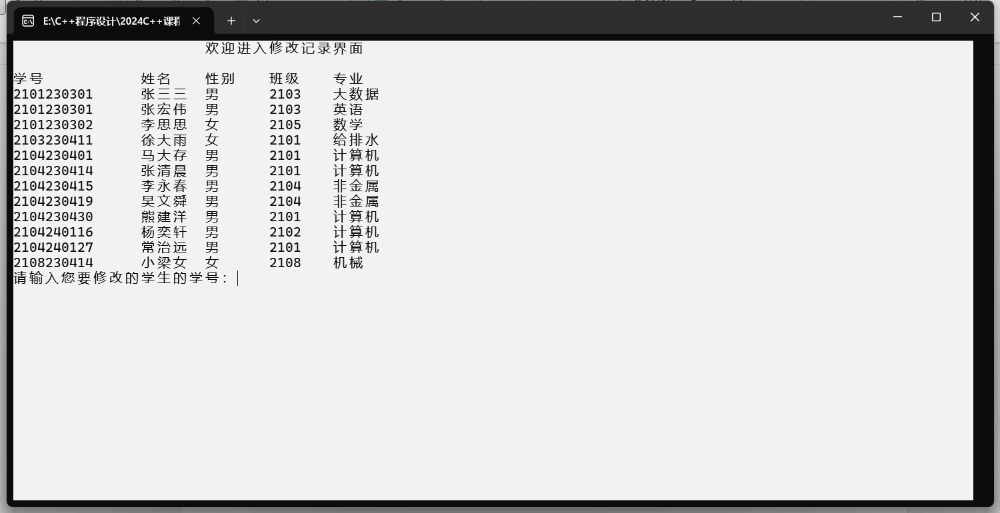 E:\C++程序设计\2024C++课程
欢迎进入修改记录界面
学号 姓名 性别 班级 专业
2101230301 张三三 男 2103 大数据
2101230301 张宏伟 男 2103 英语
2101230302 李思思 女 2105 数学
2103230411 徐大雨 女 2101 给排水
2104230401 马大存 男 2101 计算机
2104230414 张清晨 男 2101 计算机
2104230415 李永春 男 2104 非金属
2104230419 吴文舜 男 2104 非金属
2104230430 熊建洋 男 2101 计算机
2104240116 杨奕轩 男 2102 计算机
2104240127 常治远 男 2101 计算机
2108230414 小梁女 女 2108 机械
请输入您要修改的学生的学号：